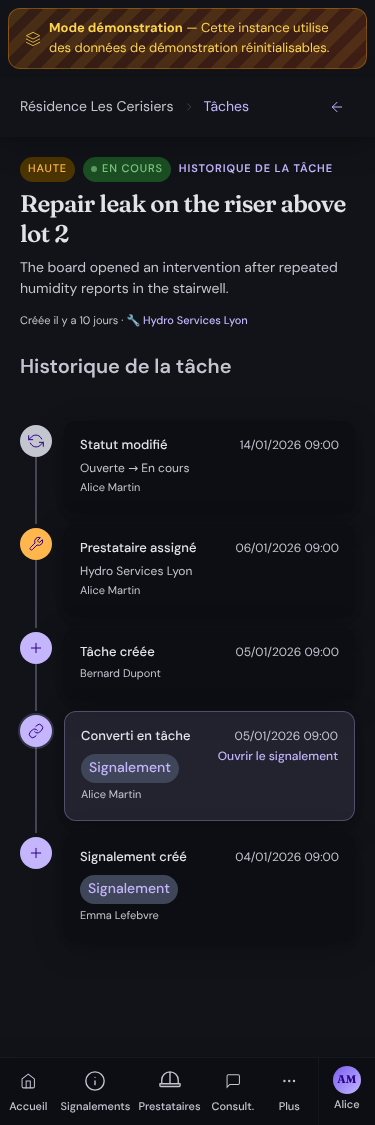 Mode démonstration — Cette instance utilise
des données de démonstration réinitialisables.
Résidence Les Cerisiers > Tâches ←
HAUTE EN COURS HISTORIQUE DE LA TÂCHE
Repair leak on the riser above
lot 2
The board opened an intervention after repeated
humidity reports in the stairwell.
Créée il y a 10 jours · 🔧 Hydro Services Lyon
Historique de la tâche
Statut modifié 14/01/2026 09:00
Ouverte → En cours
Alice Martin
Prestataire assigné 06/01/2026 09:00
Hydro Services Lyon
Alice Martin
Tâche créée 05/01/2026 09:00
Bernard Dupont
Converti en tâche 05/01/2026 09:00
Ouvrir le signalement
Signalement
Alice Martin
Signalement créé 04/01/2026 09:00
Signalement
Emma Lefebvre
AM
Accueil Signalements Prestataires Consult. Plus Alice